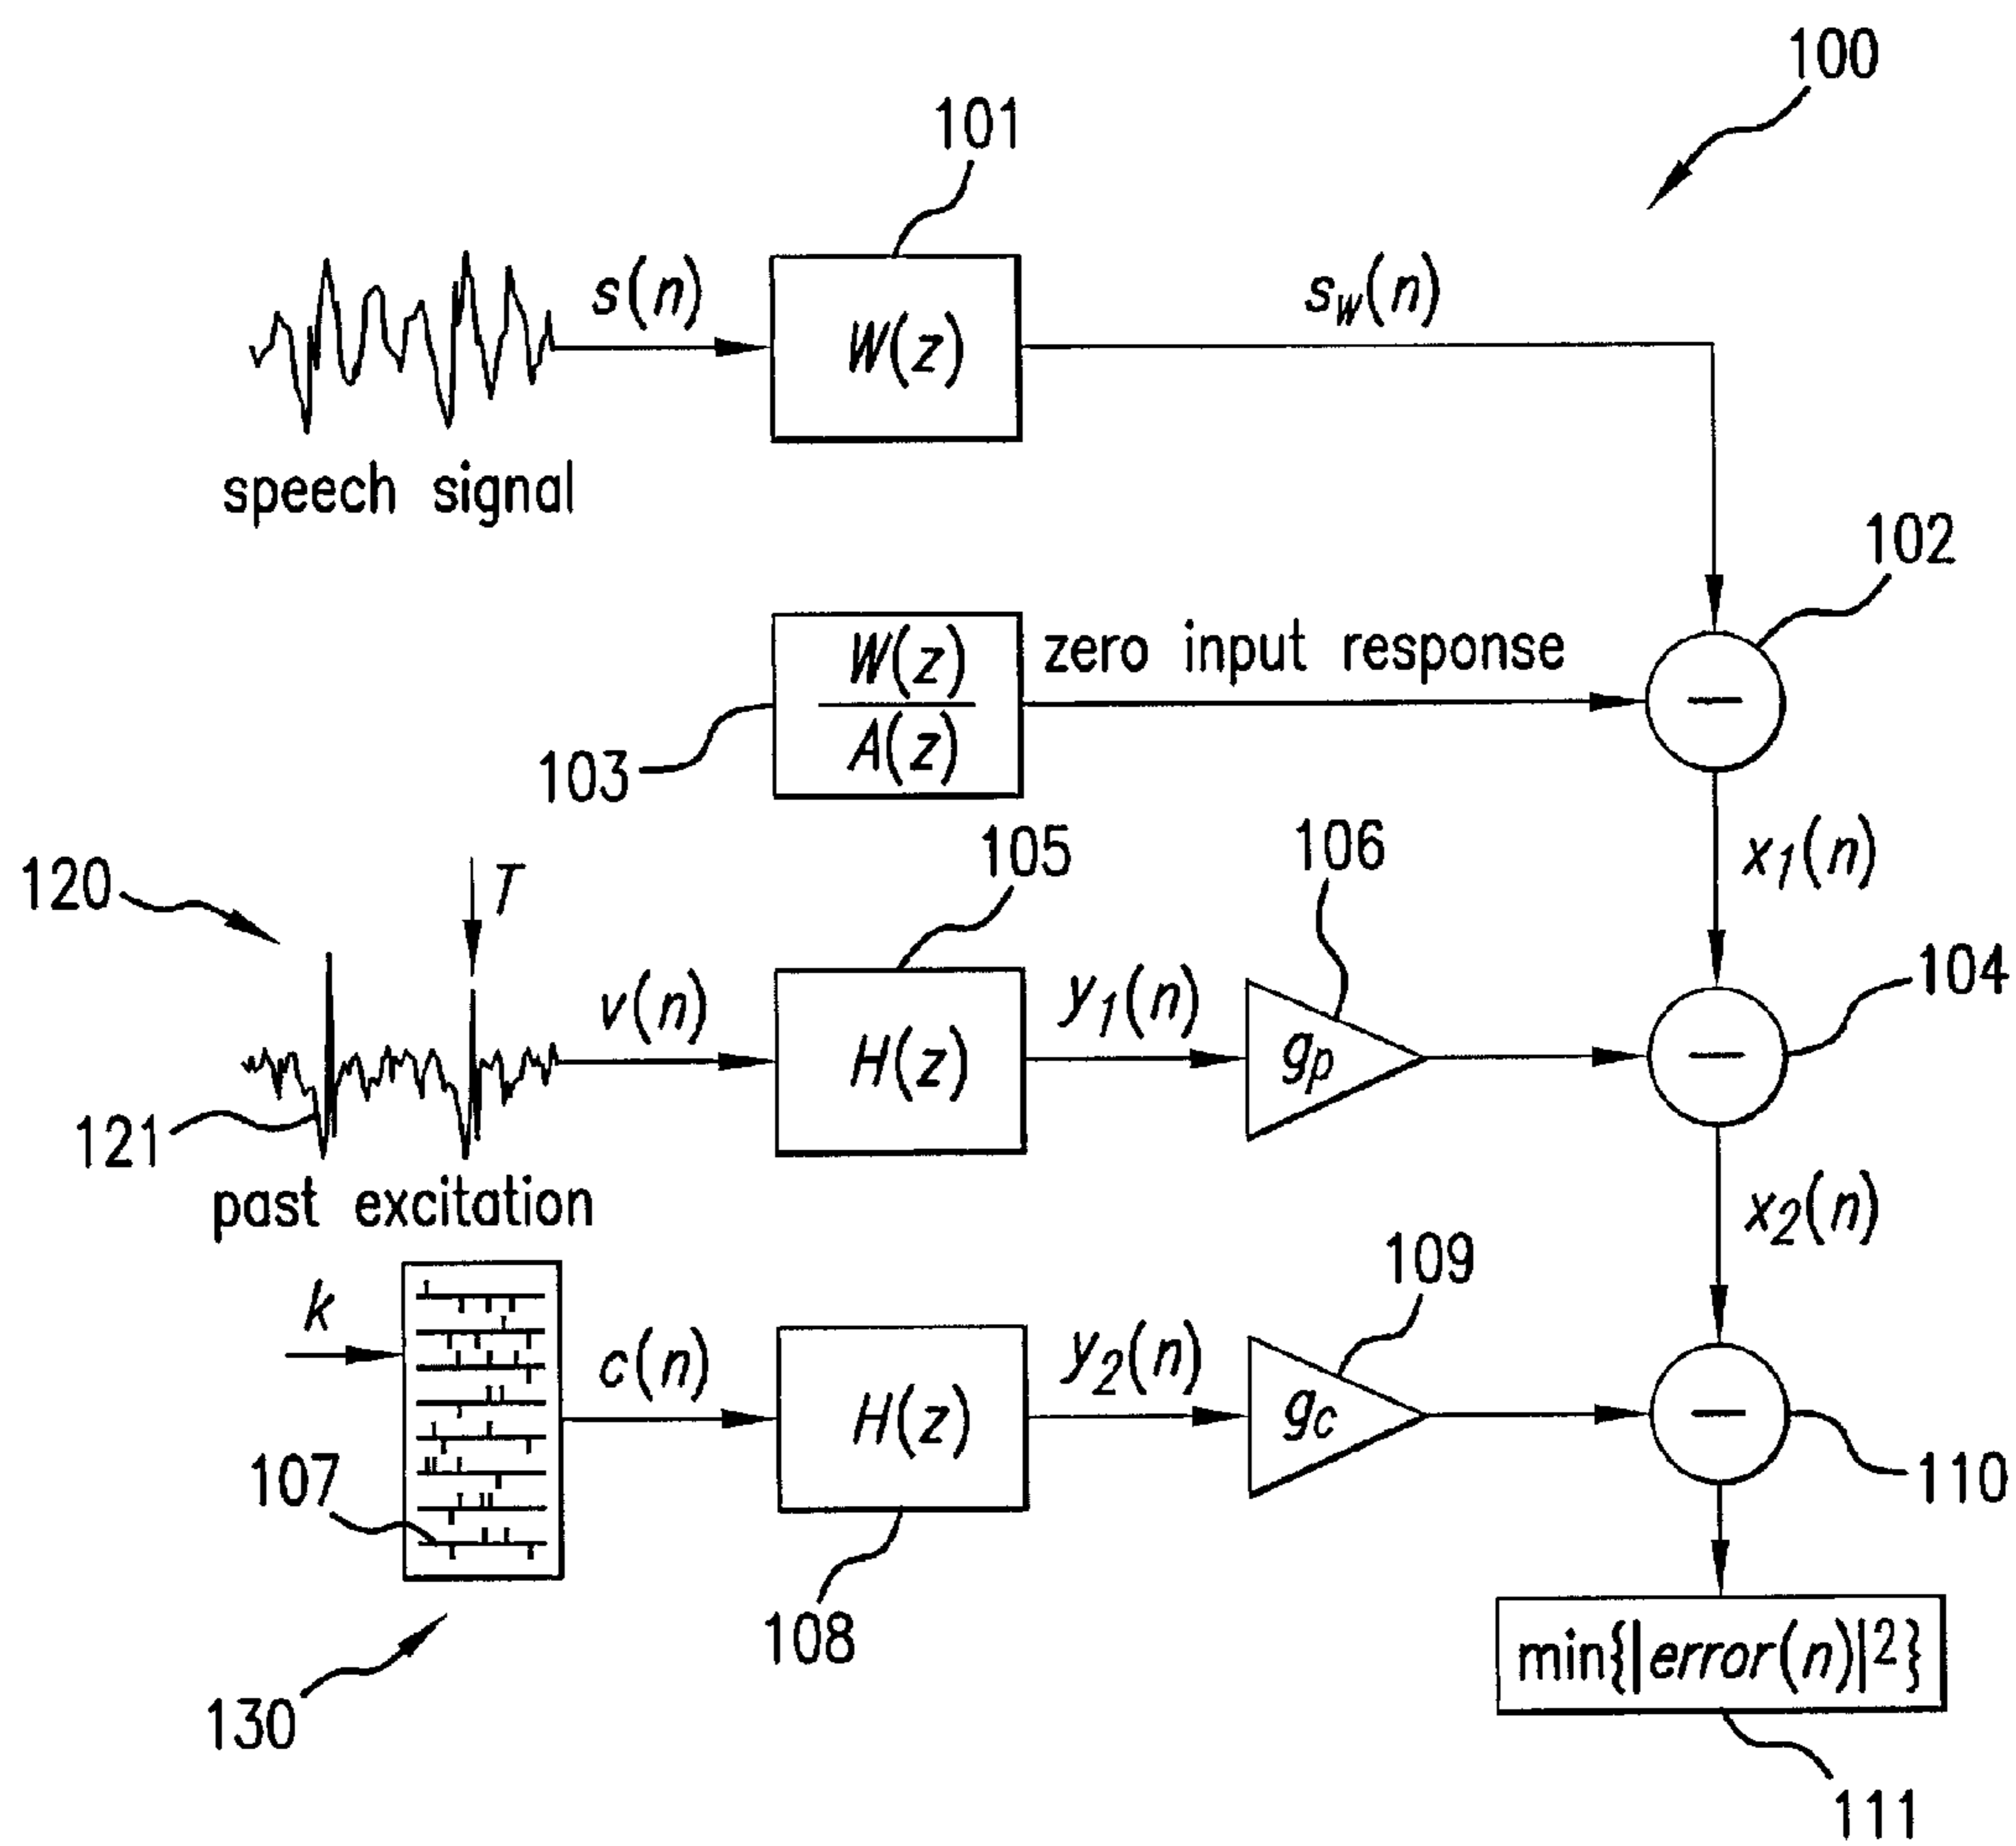 100
101
s(n)
W(z)
s_W(n)
speech signal
102
W(z)
A(z)
zero input response
103
x_1(n)
120
T
105
106
v(n)
H(z)
y_1(n)
g_p
104
121
past excitation
x_2(n)
k
109
c(n)
H(z)
y_2(n)
g_c
107
110
108
130
min{|error(n)|^2}
111